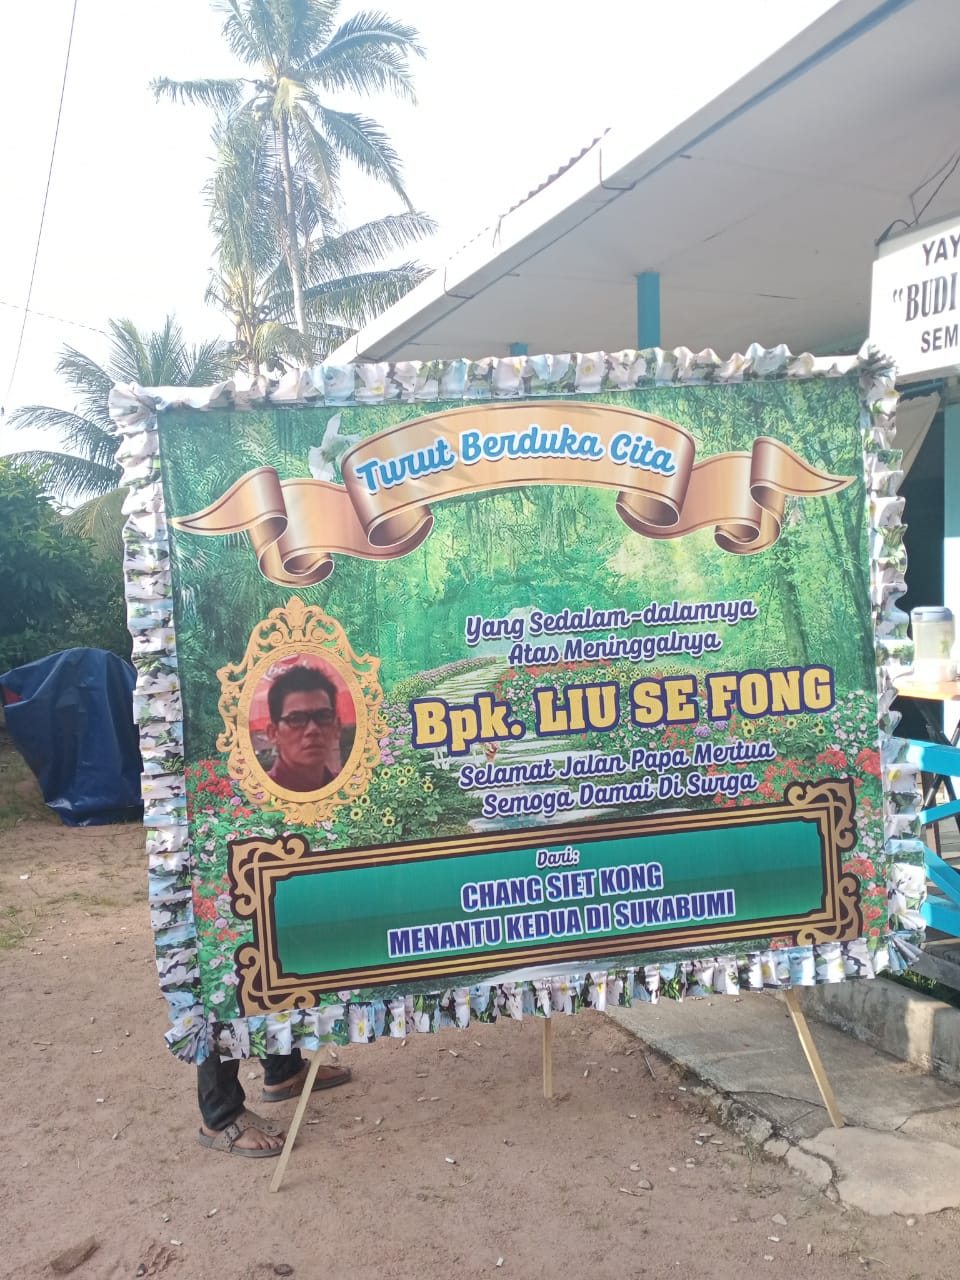 YAY
"BUDI
SEM
Turut Berduka Cita
Yang Sedalam-dalamnya
Atas Meninggalnya
Bpk. LIU SE FONG
Selamat Jalan Papa Mertua
Semoga Damai Di Surga
Dari:
CHANG SIET KONG
MENANTU KEDUA DI SUKABUMI